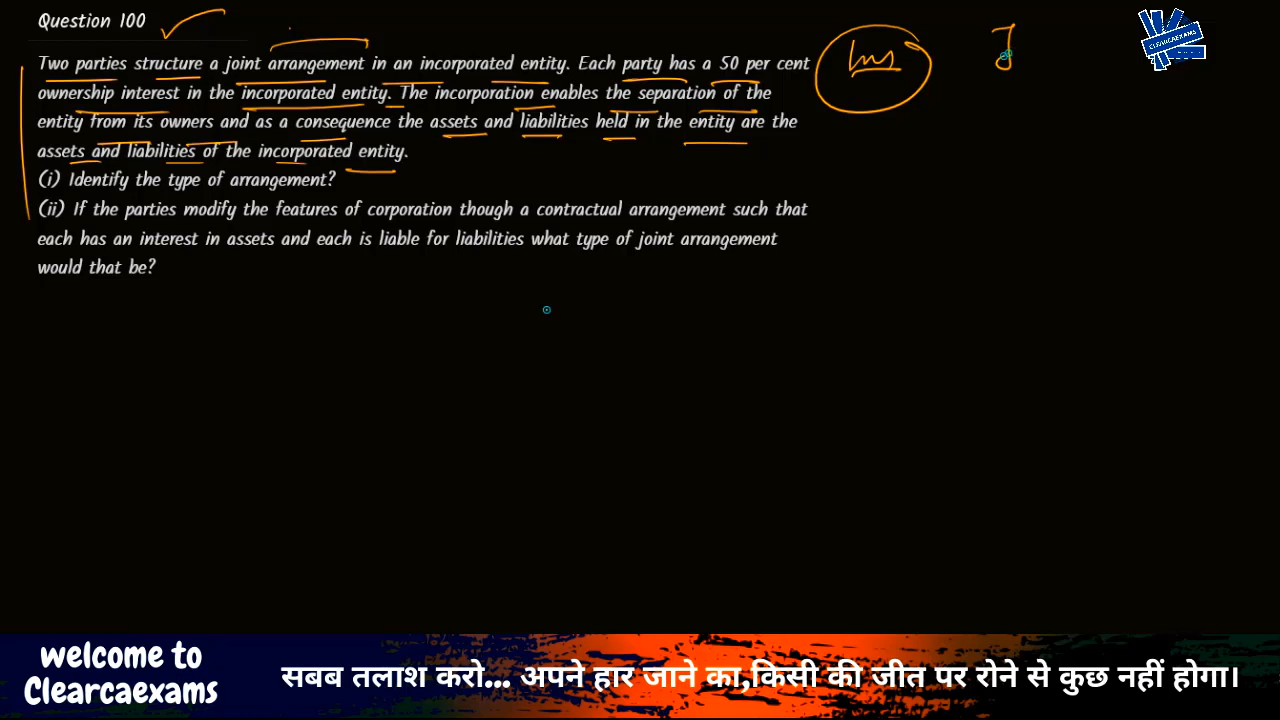 Question 100
Two parties structure a joint arrangement in an incorporated entity. Each party has a 50 per cent
ownership interest in the incorporated entity. The incorporation enables the separation of the
entity from its owners and as a consequence the assets and liabilities held in the entity are the
assets and liabilities of the incorporated entity.
(i) Identify the type of arrangement?
(ii) If the parties modify the features of corporation though a contractual arrangement such that
each has an interest in assets and each is liable for liabilities what type of joint arrangement
would that be?
J
CLEARCAEXAMS
welcome to
Clearcaexams
सबब तलाश करो... अपने हार जाने का,किसी की जीत पर रोने से कुछ नहीं होगा।